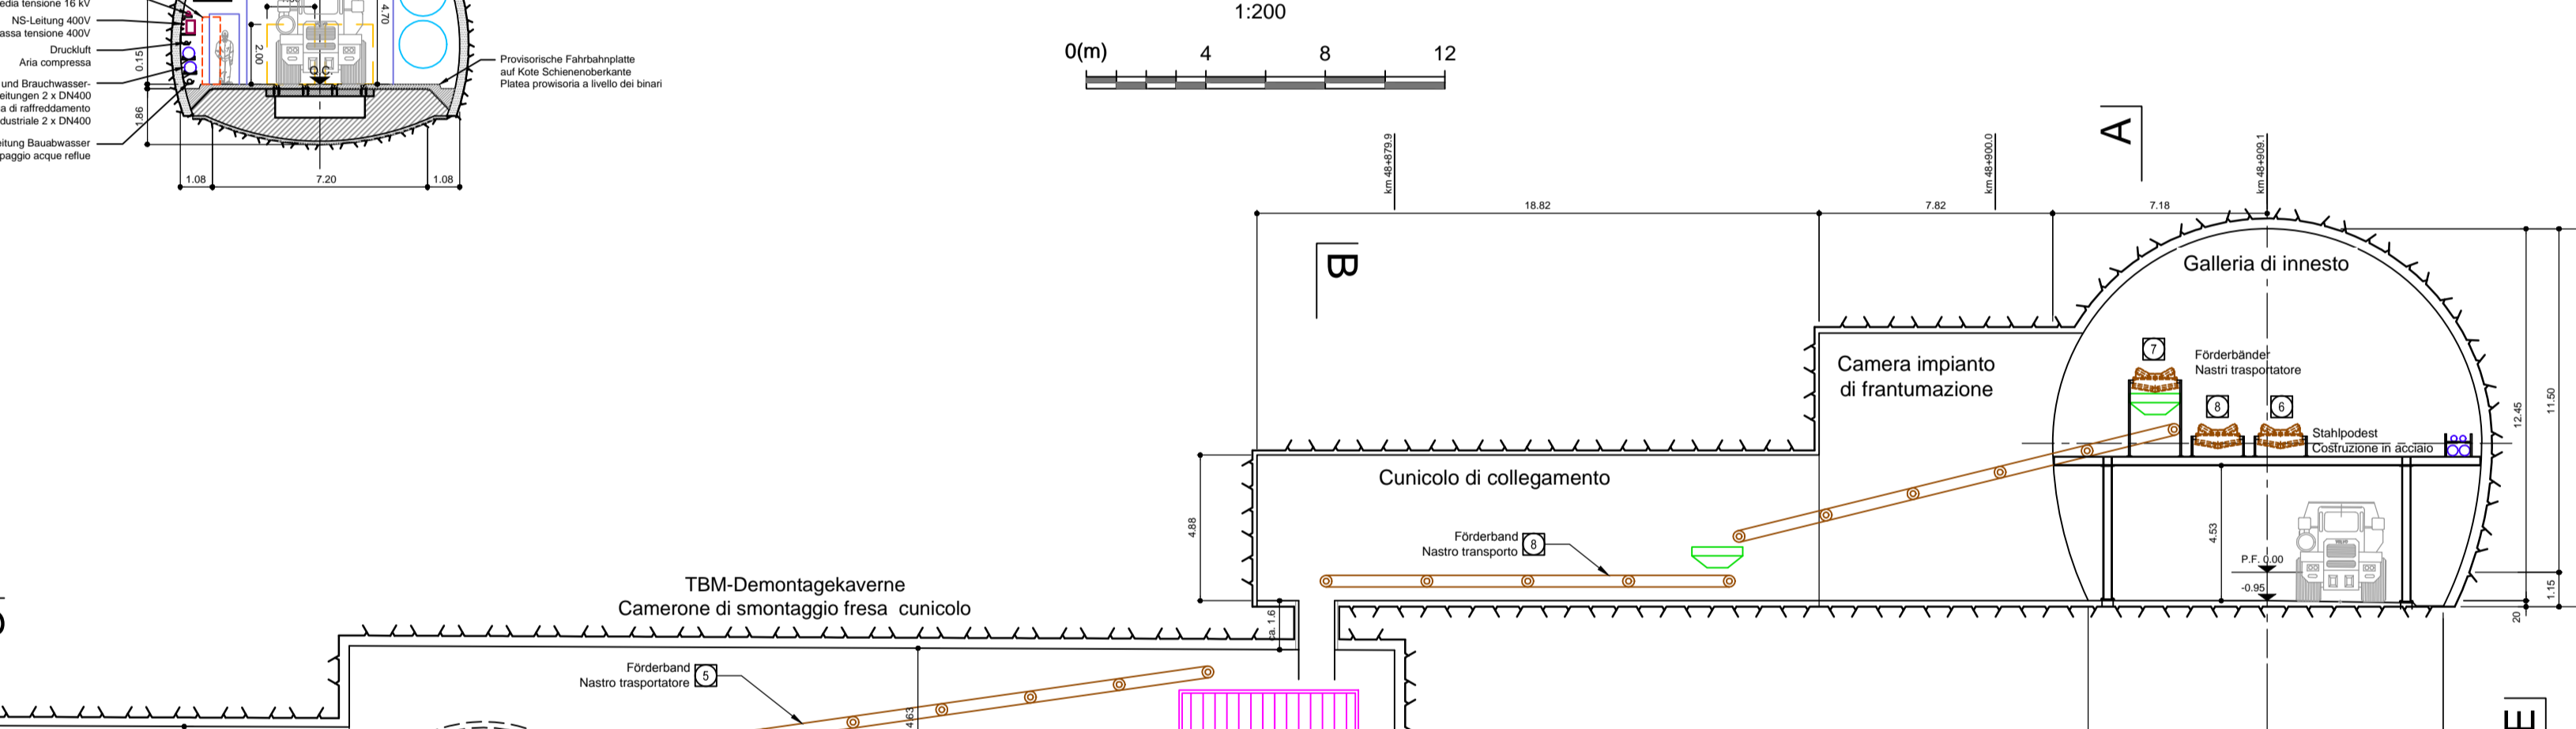 edia tensione 16 kV
NS-Leitung 400V
assa tensione 400V
Druckluft
Aria compressa
und Brauchwasser-
eitungen 2 x DN400
a di raffreddamento
dustriale 2 x DN400
eitung Bauabwasser
paggio acque reflue
0.15
1.86
2.00
4.70
1.08
7.20
1.08
Provisorische Fahrbahnplatte
auf Kote Schienenoberkante
Platea provisoria a livello dei binari
1:200
0(m)
4
8
12
km 48+879.9
km 48+900.0
km 48+909.1
A
B
18.82
7.82
7.18
Galleria di innesto
Camera impianto
di frantumazione
7
Förderbänder
Nastri trasportatore
8
6
Stahlpodest
Costruzione in acciaio
12.45
11.50
Cunicolo di collegamento
4.88
Förderband
Nastro transporto
8
4.53
P.F. 0.00
-0.95
1.15
20
TBM-Demontagekaverne
Camerone di smontaggio fresa cunicolo
ca. 1.6
Förderband
Nastro trasportatore
5
4.63
E